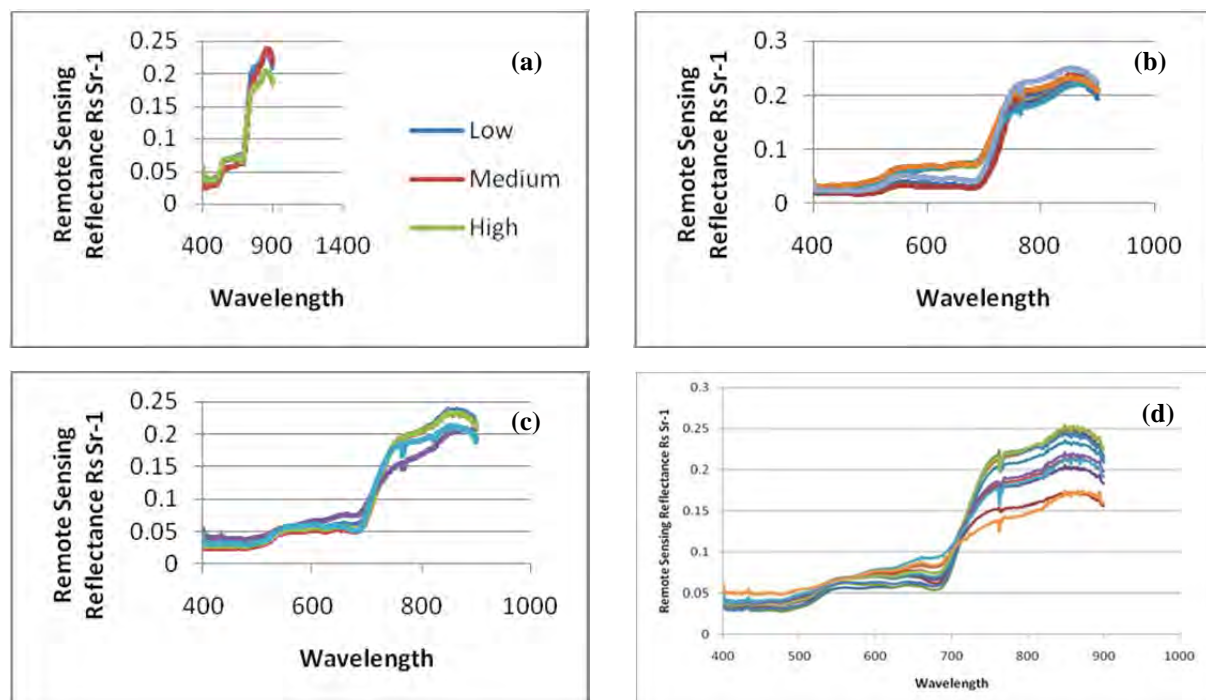 Remote Sensing
Reflectance Rs Sr-1
0.25
0.2
0.15
0.1
0.05
0
400 900 1400
Wavelength
(a)
Low
Medium
High
Remote Sensing
Reflectance Rs Sr-1
0.3
0.2
0.1
0
400 600 800 1000
Wavelength
(b)
Remote Sensing
Reflectance Rs Sr-1
0.25
0.2
0.15
0.1
0.05
0
400 600 800 1000
Wavelength
(c)
Remote Sensing Reflectance Rs Sr-1
0.3
0.25
0.2
0.15
0.1
0.05
0
400 500 600 700 800 900 1000
Wavelength
(d)